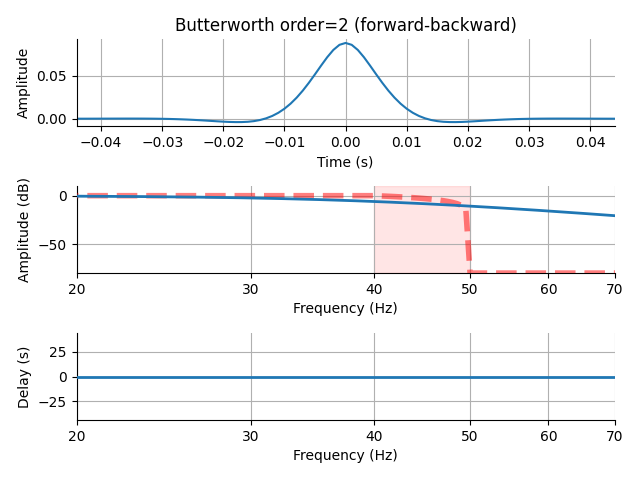 Butterworth order=2 (forward-backward)
Amplitude
0.05
0.00
−0.04 −0.03 −0.02 −0.01 0.00 0.01 0.02 0.03 0.04
Time (s)
Amplitude (dB)
0
−50
20 30 40 50 60 70
Frequency (Hz)
Delay (s)
25
0
−25
20 30 40 50 60 70
Frequency (Hz)